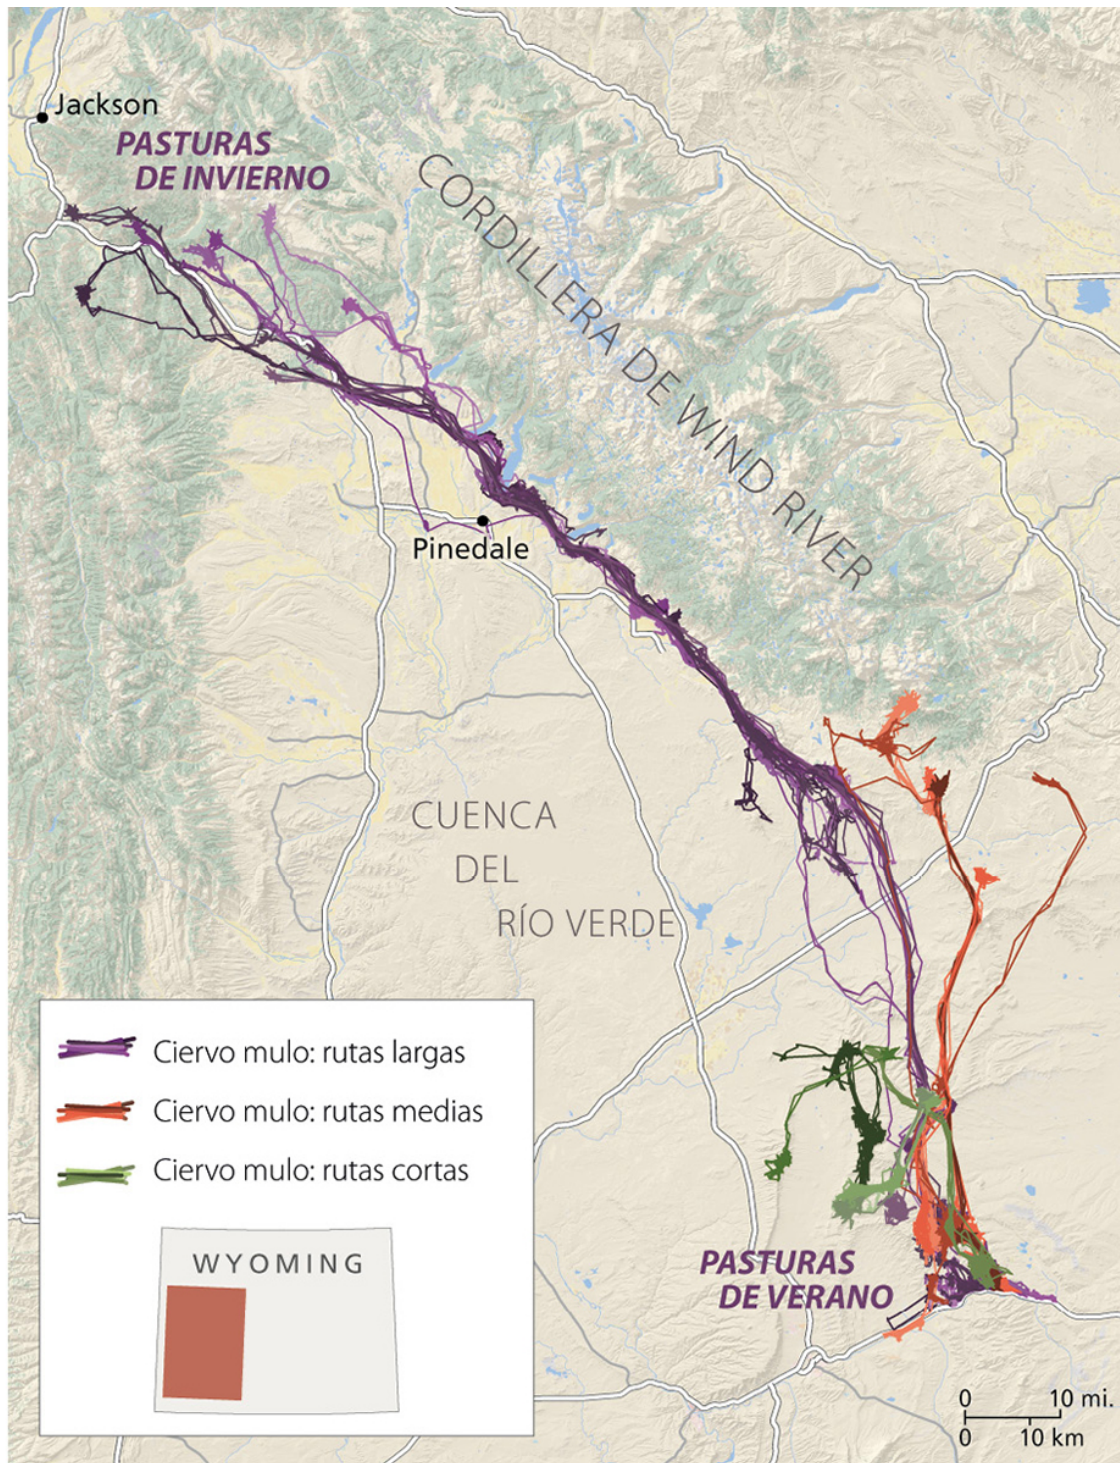 Jackson
PASTURAS
DE INVIERNO
CORDILLERA DE WIND RIVER
Pinedale
CUENCA
DEL
RÍO VERDE
Ciervo mulo: rutas largas
Ciervo mulo: rutas medias
Ciervo mulo: rutas cortas
WYOMING
PASTURAS
DE VERANO
0 10 mi.
0 10 km